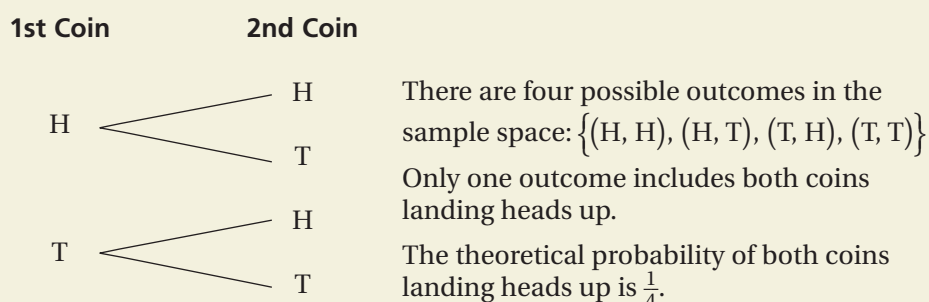 1st Coin 2nd Coin
H
H
T
T
H
T
There are four possible outcomes in the
sample space: {(H, H), (H, T), (T, H), (T, T)}
Only one outcome includes both coins
landing heads up.
The theoretical probability of both coins
landing heads up is 1/4.